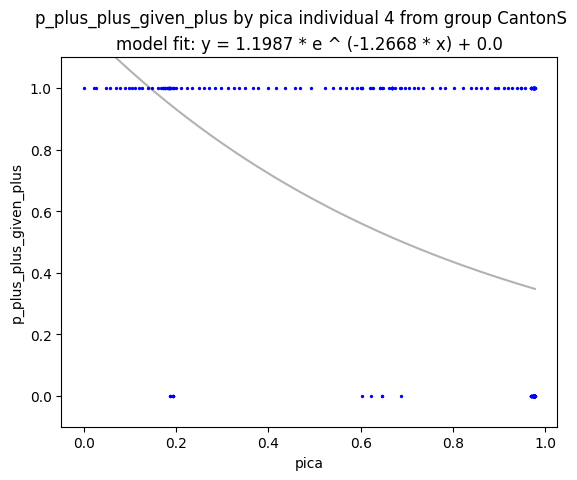 p_plus_plus_given_plus by pica individual 4 from group CantonS
model fit: y = 1.1987 * e ^ (-1.2668 * x) + 0.0
p_plus_plus_given_plus
1.0
0.8
0.6
0.4
0.2
0.0
0.0 0.2 0.4 0.6 0.8 1.0
pica